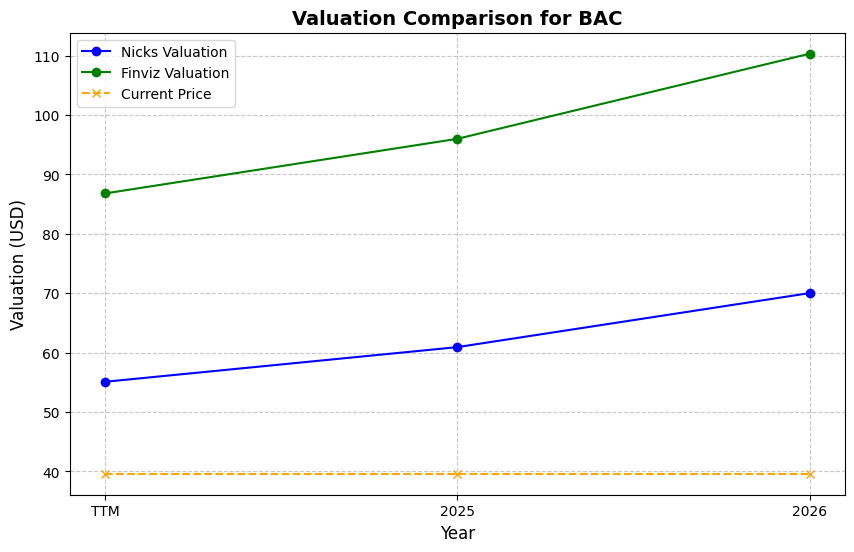 Valuation Comparison for BAC
Nicks Valuation
Finviz Valuation
Current Price
Valuation (USD)
110
100
90
80
70
60
50
40
TTM 2025 2026
Year